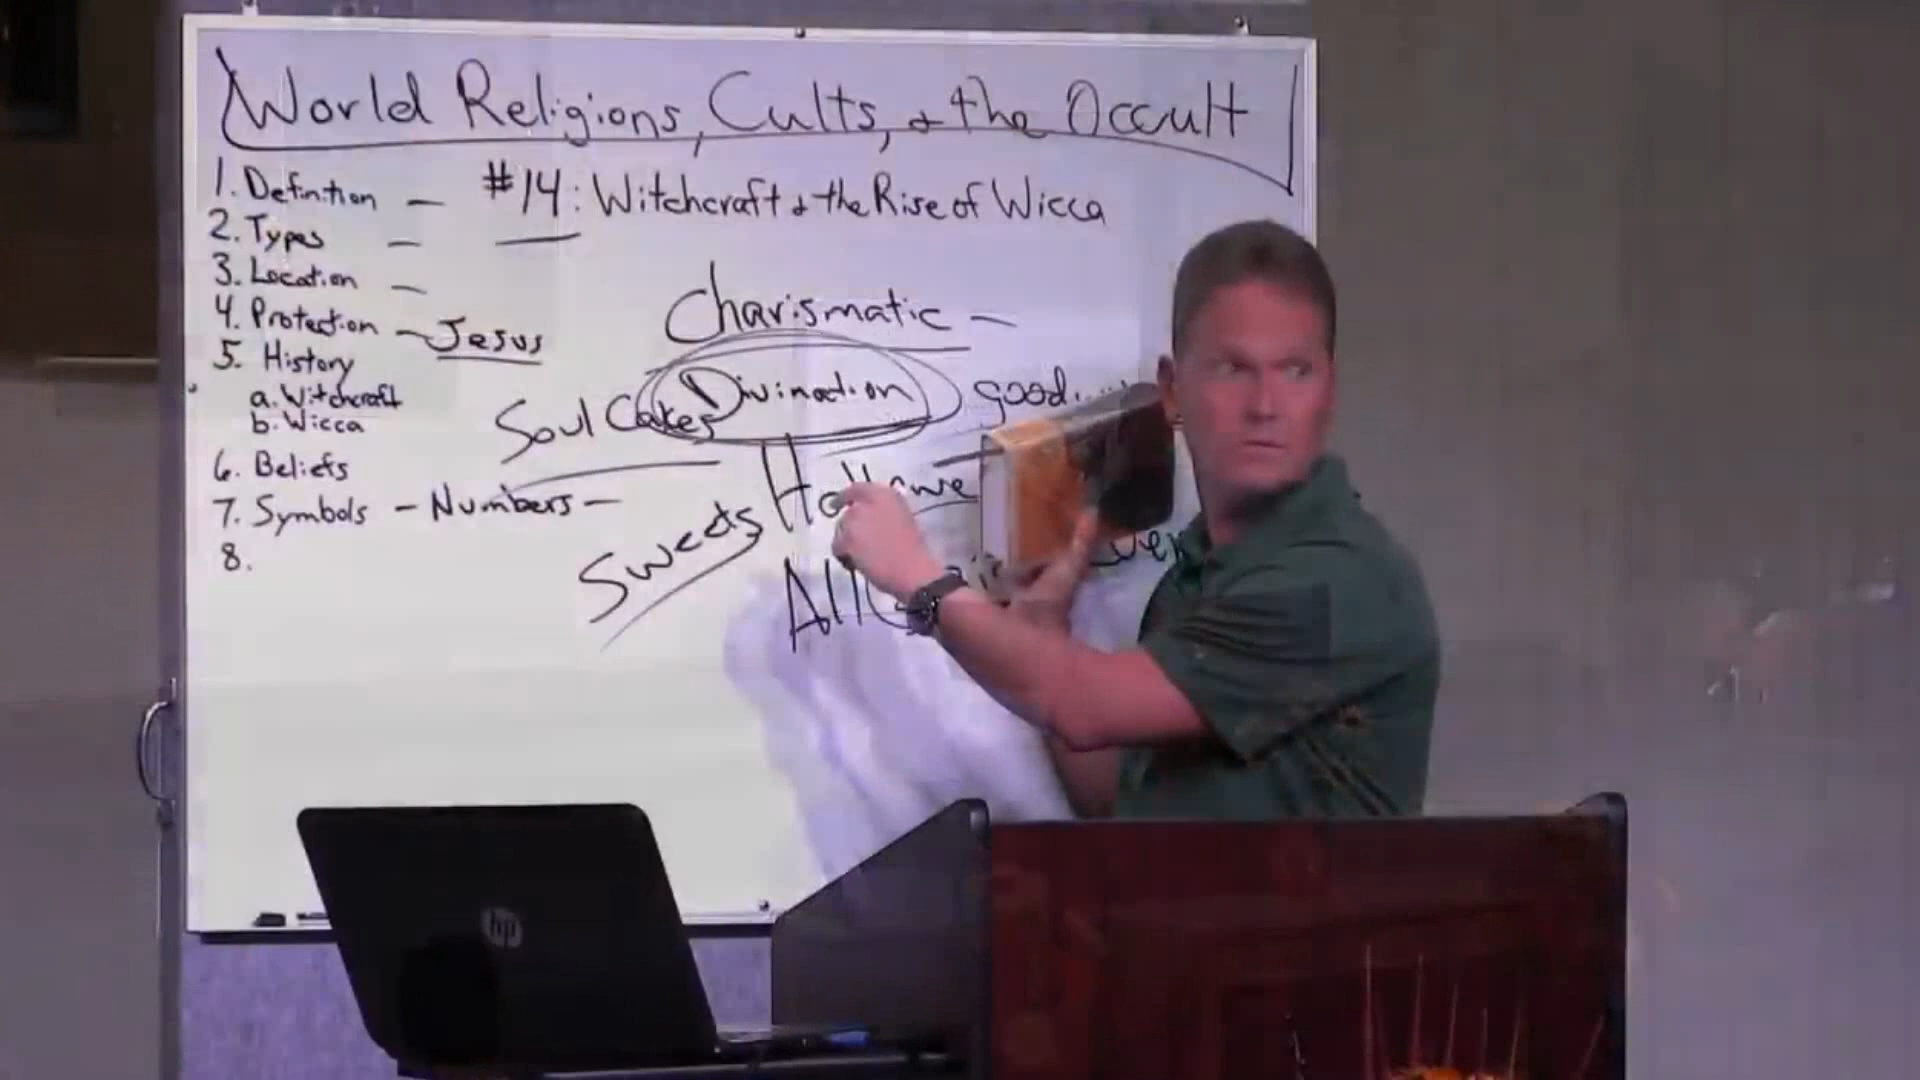 World Religions, Cults, & the Occult
1. Definition — #14: Witchcraft & the Rise of Wicca
2. Types —
3. Location —
4. Protection — Jesus
5. History
a. Witchcraft
b. Wicca
6. Beliefs
7. Symbols — Numbers —
8.
Charismatic —
Soul Cakes Divination good
Sweets
All
hp